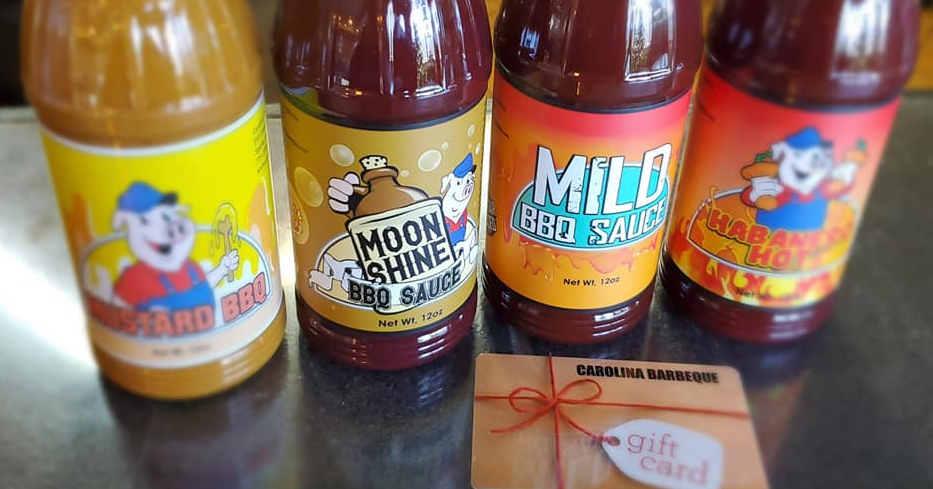 MUSTARD BBQ
MOON
SHINE
BBQ SAUCE
Net Wt, 12oz
MILD
BBQ SAUCE
Net Wt, 12oz
HABANERO
HOT
CAROLINA BARBEQUE
gift
card